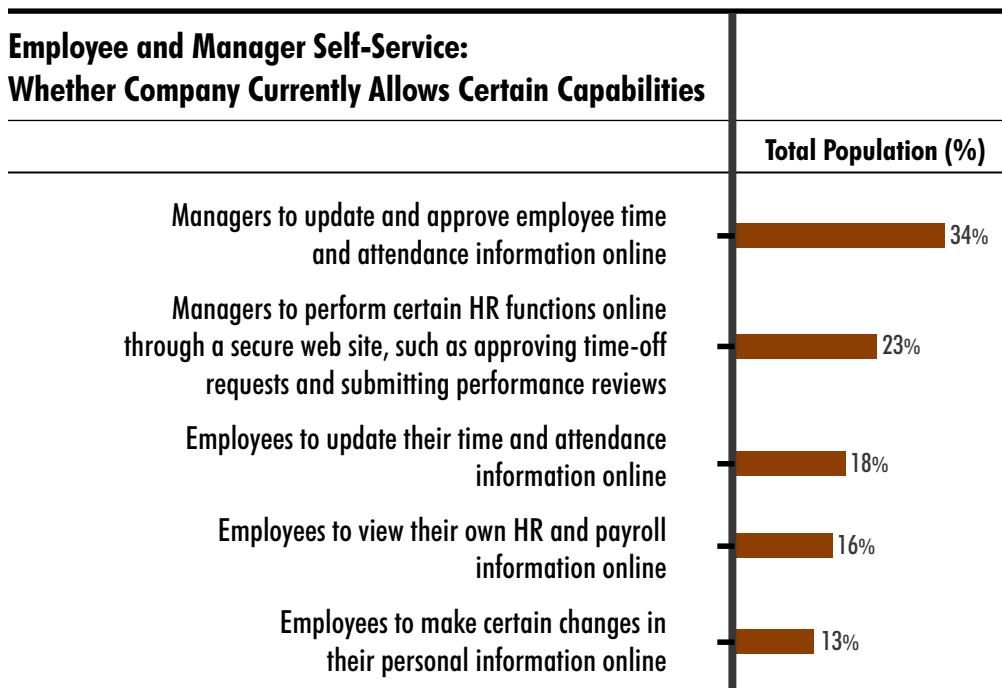 Employee and Manager Self-Service:
Whether Company Currently Allows Certain Capabilities
Total Population (%)
Managers to update and approve employee time
and attendance information online
34%
Managers to perform certain HR functions online
through a secure web site, such as approving time-off
requests and submitting performance reviews
23%
Employees to update their time and attendance
information online
18%
Employees to view their own HR and payroll
information online
16%
Employees to make certain changes in
their personal information online
13%